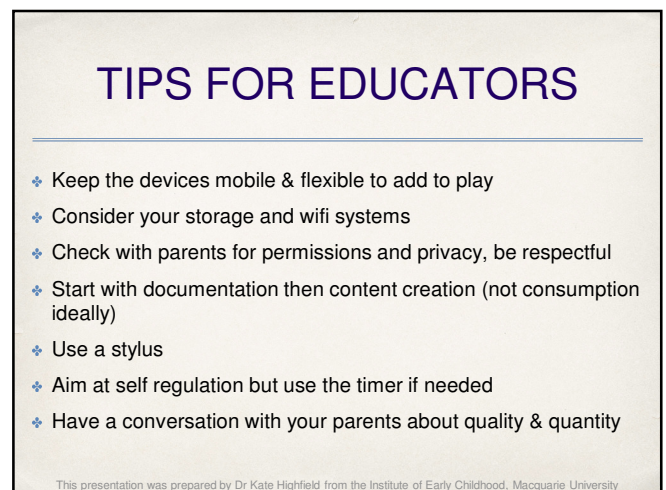 TIPS FOR EDUCATORS
Keep the devices mobile & flexible to add to play
Consider your storage and wifi systems
Check with parents for permissions and privacy, be respectful
Start with documentation then content creation (not consumption
ideally)
Use a stylus
Aim at self regulation but use the timer if needed
Have a conversation with your parents about quality & quantity
This presentation was prepared by Dr Kate Highfield from the Institute of Early Childhood, Macquarie University